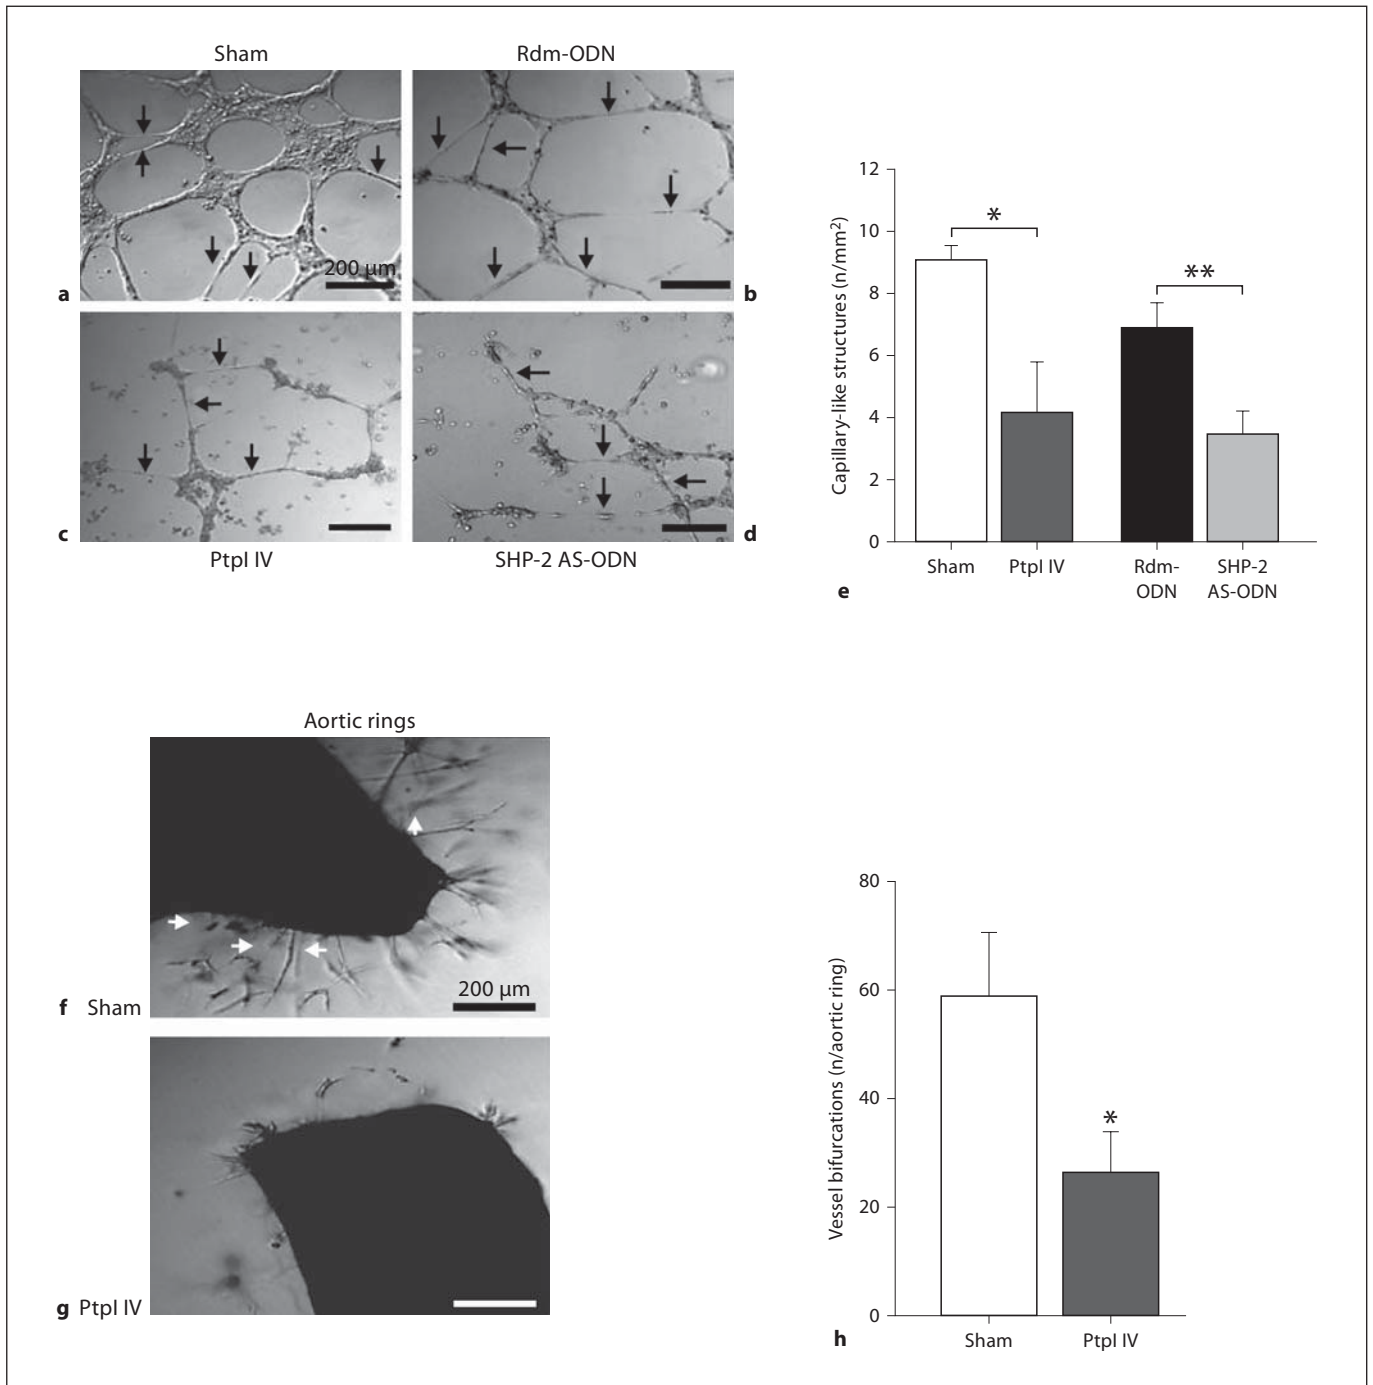 Sham
Rdm-ODN
200 µm
a
b
c
d
PtpI IV
SHP-2 AS-ODN
Capillary-like structures (n/mm2)
12
10
8
6
4
2
0
*
**
Sham
PtpI IV
Rdm-
ODN
SHP-2
AS-ODN
e
Aortic rings
200 µm
f Sham
g PtpI IV
Vessel bifurcations (n/aortic ring)
80
60
40
20
0
*
Sham
PtpI IV
h